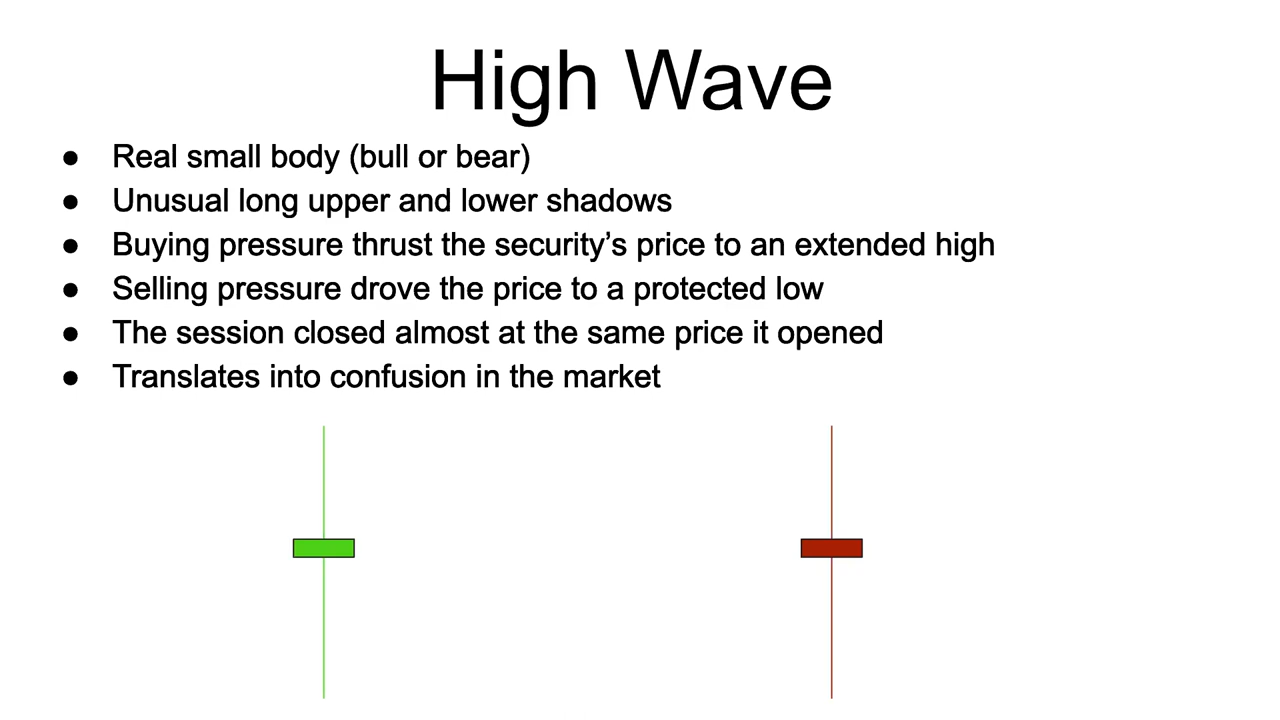 High Wave
● Real small body (bull or bear)
● Unusual long upper and lower shadows
● Buying pressure thrust the security’s price to an extended high
● Selling pressure drove the price to a protected low
● The session closed almost at the same price it opened
● Translates into confusion in the market